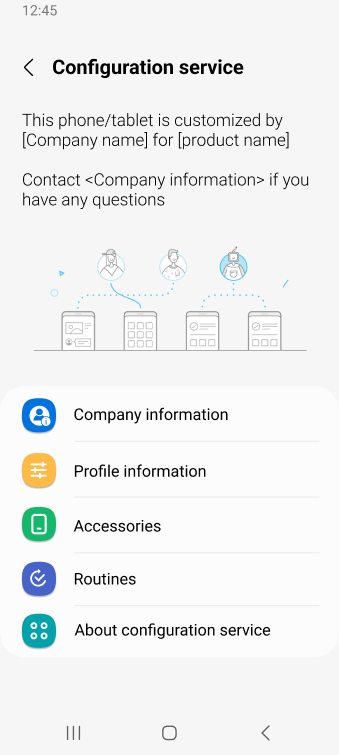 12:45
Configuration service
This phone/tablet is customized by
[Company name] for [product name]
Contact <Company information> if you
have any questions
Company information
Profile information
Accessories
Routines
About configuration service